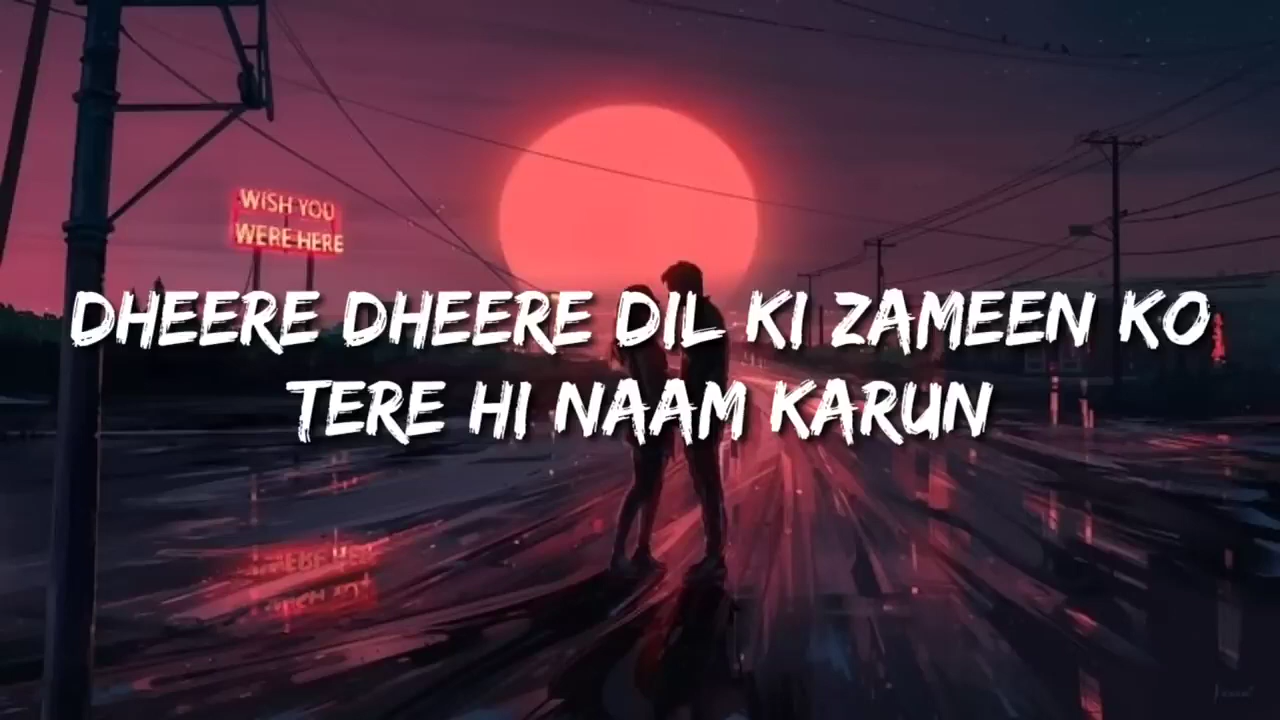 WISH YOU
WERE HERE
DHEERE DHEERE DIL KI ZAMEEN KO
TERE HI NAAM KARUN